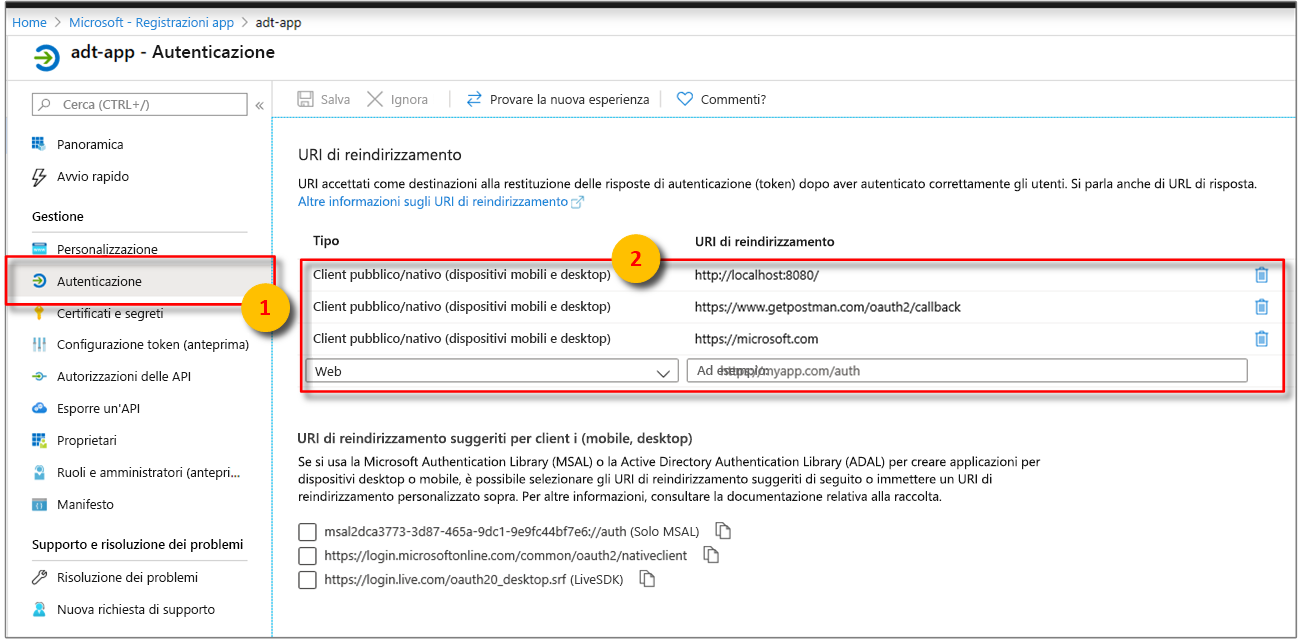 Home > Microsoft - Registrazioni app > adt-app
adt-app - Autenticazione
Cerca (CTRL+/)
«
Salva
Ignora
Provare la nuova esperienza
Commenti?
Panoramica
Avvio rapido
Gestione
Personalizzazione
Autenticazione
1
Certificati e segreti
Configurazione token (anteprima)
Autorizzazioni delle API
Esporre un'API
Proprietari
Ruoli e amministratori (antepri...
Manifesto
Supporto e risoluzione dei problemi
Risoluzione dei problemi
Nuova richiesta di supporto
URI di reindirizzamento
URI accettati come destinazioni alla restituzione delle risposte di autenticazione (token) dopo aver autenticato correttamente gli utenti. Si parla anche di URL di risposta.
Altre informazioni sugli URI di reindirizzamento
Tipo
URI di reindirizzamento
2
Client pubblico/nativo (dispositivi mobili e desktop)
http://localhost:8080/
Client pubblico/nativo (dispositivi mobili e desktop)
https://www.getpostman.com/oauth2/callback
Client pubblico/nativo (dispositivi mobili e desktop)
https://microsoft.com
Web
Ad esempio: https://myapp.com/auth
URI di reindirizzamento suggeriti per client i (mobile, desktop)
Se si usa la Microsoft Authentication Library (MSAL) o la Active Directory Authentication Library (ADAL) per creare applicazioni per
dispositivi desktop o mobile, è possibile selezionare gli URI di reindirizzamento suggeriti di seguito o immettere un URI di
reindirizzamento personalizzato sopra. Per altre informazioni, consultare la documentazione relativa alla raccolta.
msal2dca3773-3d87-465a-9dc1-9e9fc44bf7e6://auth (Solo MSAL)
https://login.microsoftonline.com/common/oauth2/nativeclient
https://login.live.com/oauth20_desktop.srf (LiveSDK)